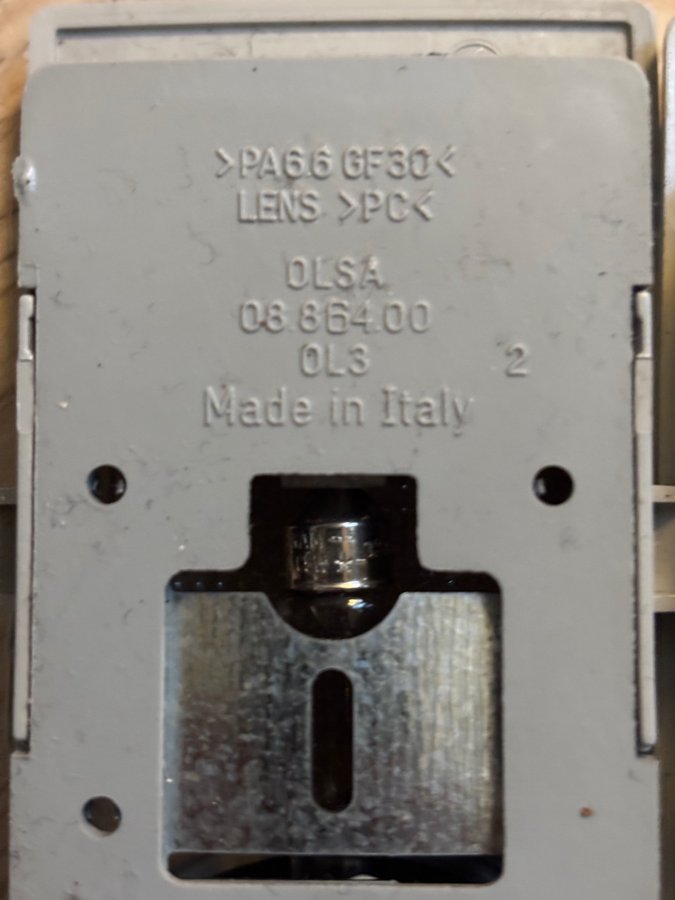 >PA6.6 GF30<
LENS >PC<
OLSA
08.864.00
OL3
2
Made in Italy